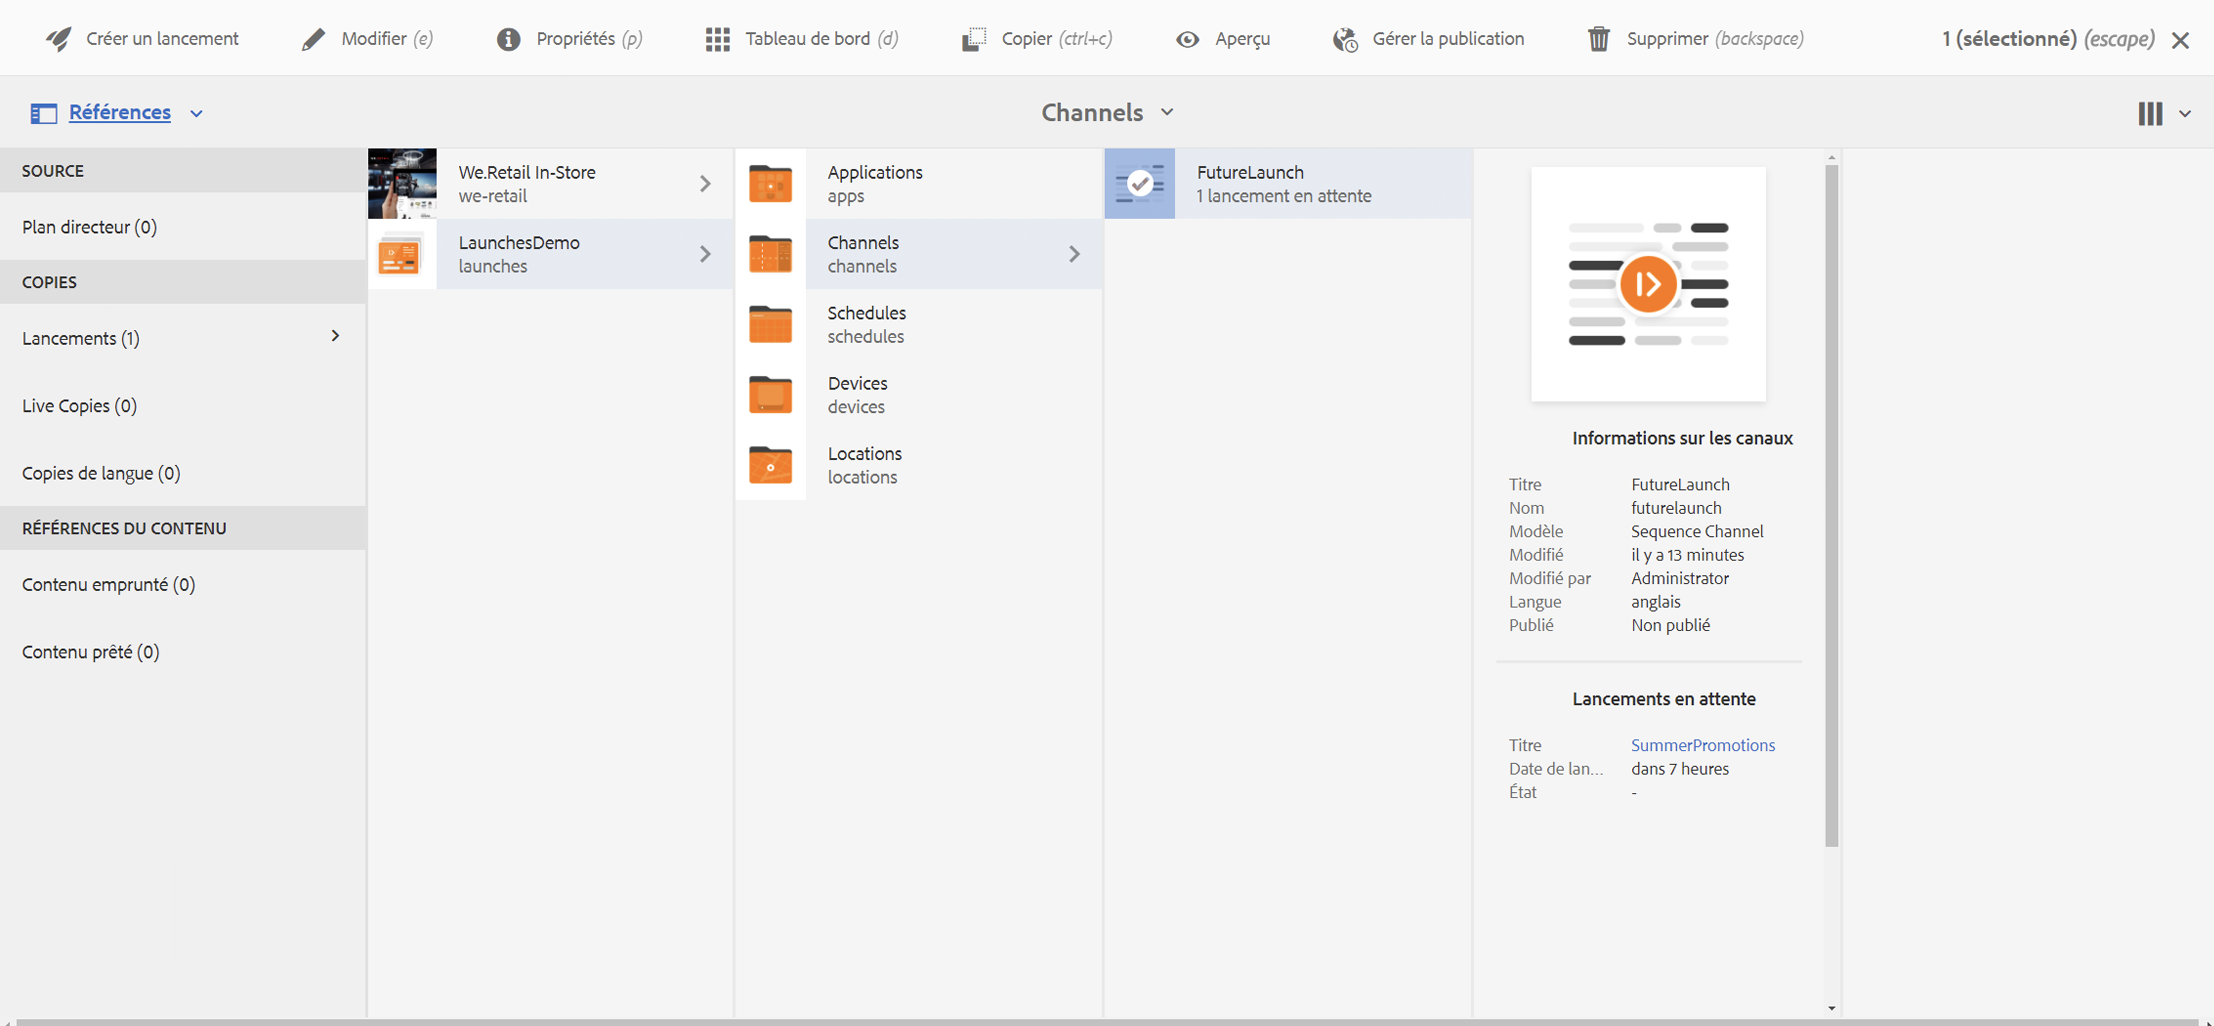 Créer un lancement
Modifier (e)
Propriétés (p)
Tableau de bord (d)
Copier (ctrl+c)
Aperçu
Gérer la publication
Supprimer (backspace)
1 (sélectionné) (escape)
Références
Channels
SOURCE
Plan directeur (0)
COPIES
Lancements (1)
Live Copies (0)
Copies de langue (0)
RÉFÉRENCES DU CONTENU
Contenu emprunté (0)
Contenu prêté (0)
We.Retail In-Store
we-retail
LaunchesDemo
launches
Applications
apps
Channels
channels
Schedules
schedules
Devices
devices
Locations
locations
FutureLaunch
1 lancement en attente
Informations sur les canaux
Titre FutureLaunch
Nom futurelaunch
Modèle Sequence Channel
Modifié il y a 13 minutes
Modifié par Administrator
Langue anglais
Publié Non publié
Lancements en attente
Titre SummerPromotions
Date de lan... dans 7 heures
État -